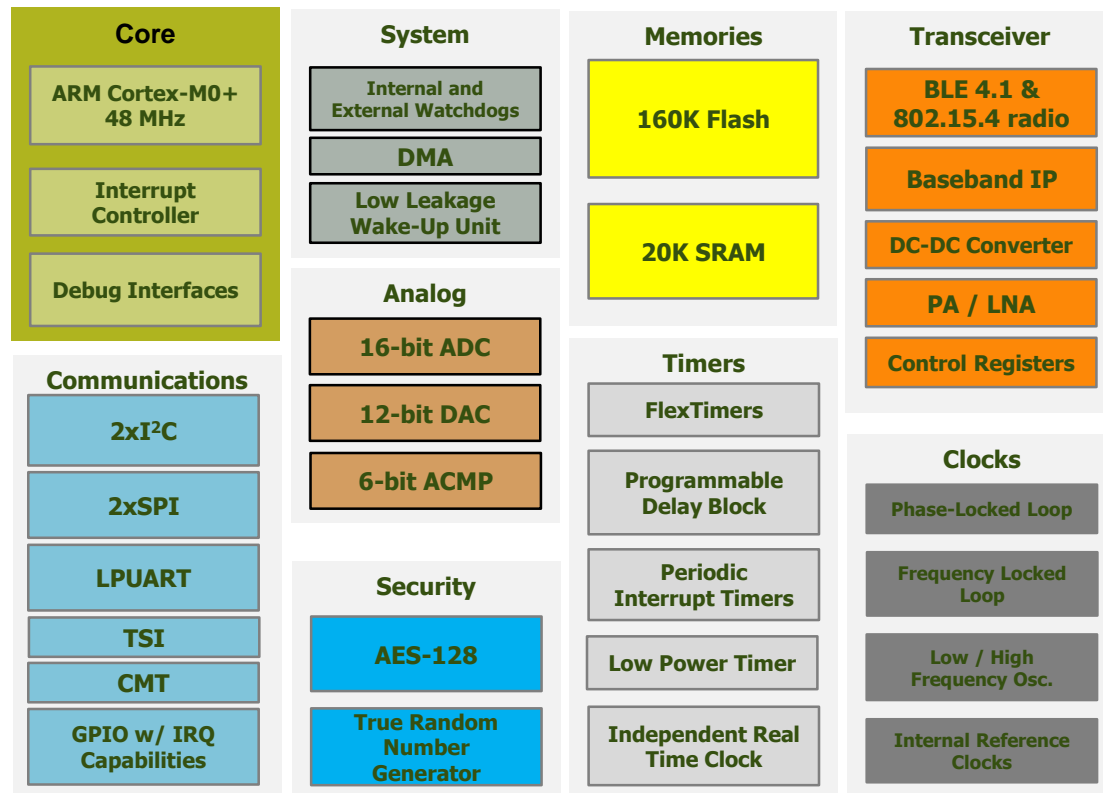 Core
ARM Cortex-M0+
48 MHz
Interrupt
Controller
Debug Interfaces
System
Internal and
External Watchdogs
DMA
Low Leakage
Wake-Up Unit
Memories
160K Flash
20K SRAM
Transceiver
BLE 4.1 &
802.15.4 radio
Baseband IP
DC-DC Converter
PA / LNA
Control Registers
Communications
2xI²C
2xSPI
LPUART
TSI
CMT
GPIO w/ IRQ
Capabilities
Analog
16-bit ADC
12-bit DAC
6-bit ACMP
Security
AES-128
True Random
Number
Generator
Timers
FlexTimers
Programmable
Delay Block
Periodic
Interrupt Timers
Low Power Timer
Independent Real
Time Clock
Clocks
Phase-Locked Loop
Frequency Locked
Loop
Low / High
Frequency Osc.
Internal Reference
Clocks